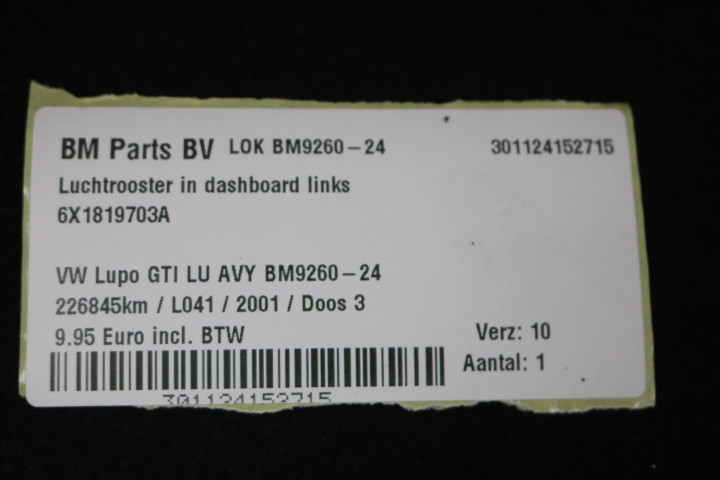 BM Parts BV LOK BM9260-24 301124152715
Luchtrooster in dashboard links
6X1819703A
VW Lupo GTI LU AVY BM9260-24
226845km / L041 / 2001 / Doos 3
9.95 Euro incl. BTW Verz: 10
Aantal: 1
301124152715